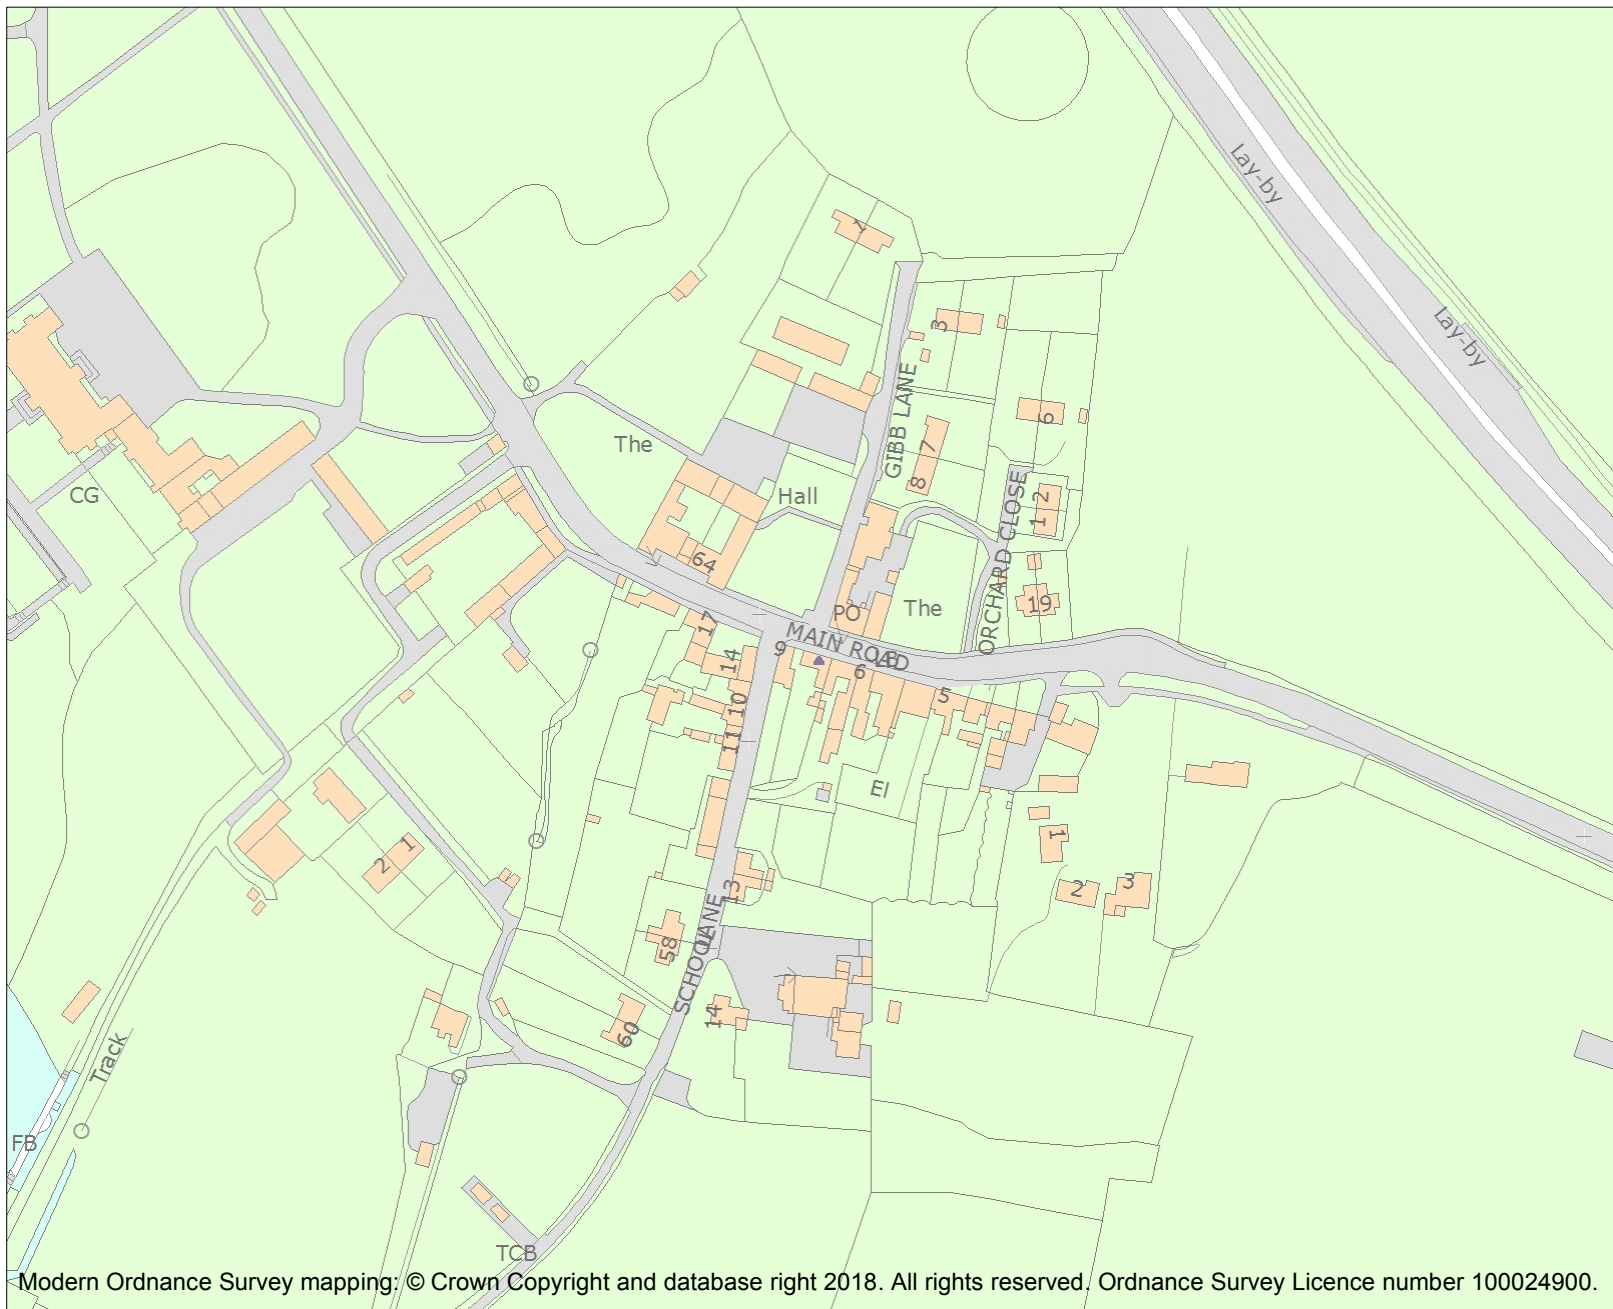 Lay-by
Lay-by
1
3
GIBB LANE
6
The
7
8
CG
Hall
2
1
ORCHARD CLOSE
64
19
PO
The
17
MAIN ROAD
LB
14
9
6
5
10
11
El
1
1
2
13
2
3
58
SCHOOL LANE
14
60
Track
FB
TCB
Modern Ordnance Survey mapping: © Crown Copyright and database right 2018. All rights reserved. Ordnance Survey Licence number 100024900.